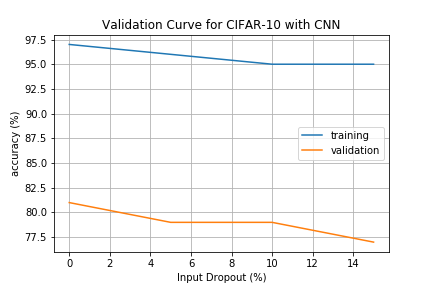 Validation Curve for CIFAR-10 with CNN
97.5
95.0
92.5
90.0
87.5
85.0
82.5
80.0
77.5
accuracy (%)
training
validation
0 2 4 6 8 10 12 14
Input Dropout (%)